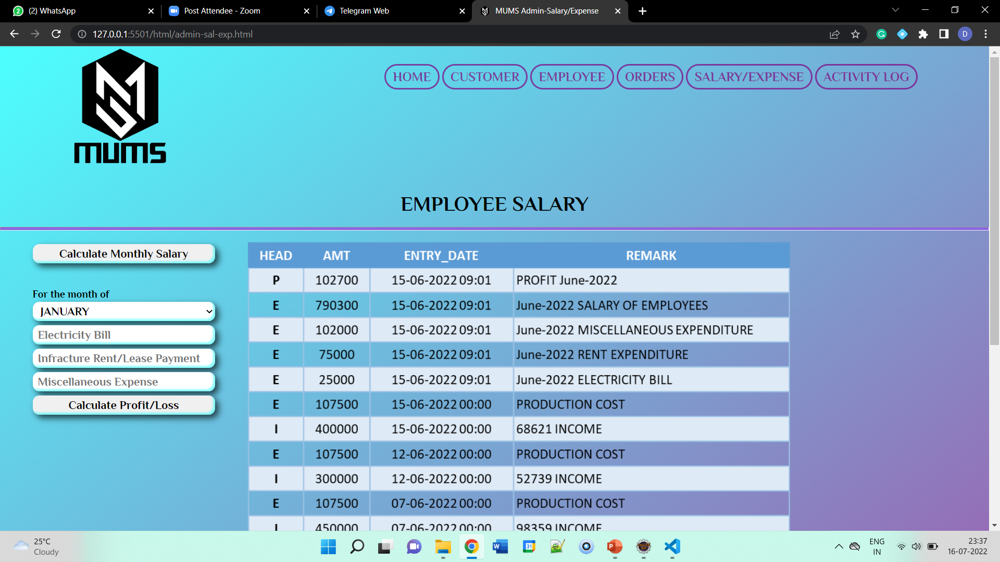 (2) WhatsApp
Post Attendee - Zoom
Telegram Web
MUMS Admin-Salary/Expense
127.0.0.1:5501/html/admin-sal-exp.html
D
MUMS
HOME CUSTOMER EMPLOYEE ORDERS SALARY/EXPENSE ACTIVITY LOG
EMPLOYEE SALARY
Calculate Monthly Salary
For the month of
JANUARY
Electricity Bill
Infracture Rent/Lease Payment
Miscellaneous Expense
Calculate Profit/Loss
HEAD AMT ENTRY_DATE REMARK
P 102700 15-06-2022 09:01 PROFIT June-2022
E 790300 15-06-2022 09:01 June-2022 SALARY OF EMPLOYEES
E 102000 15-06-2022 09:01 June-2022 MISCELLANEOUS EXPENDITURE
E 75000 15-06-2022 09:01 June-2022 RENT EXPENDITURE
E 25000 15-06-2022 09:01 June-2022 ELECTRICITY BILL
E 107500 15-06-2022 00:00 PRODUCTION COST
I 400000 15-06-2022 00:00 68621 INCOME
E 107500 12-06-2022 00:00 PRODUCTION COST
I 300000 12-06-2022 00:00 52739 INCOME
E 107500 07-06-2022 00:00 PRODUCTION COST
I 450000 07-06-2022 00:00 98359 INCOME
25°C
Cloudy
ENG
IN
23:37
16-07-2022